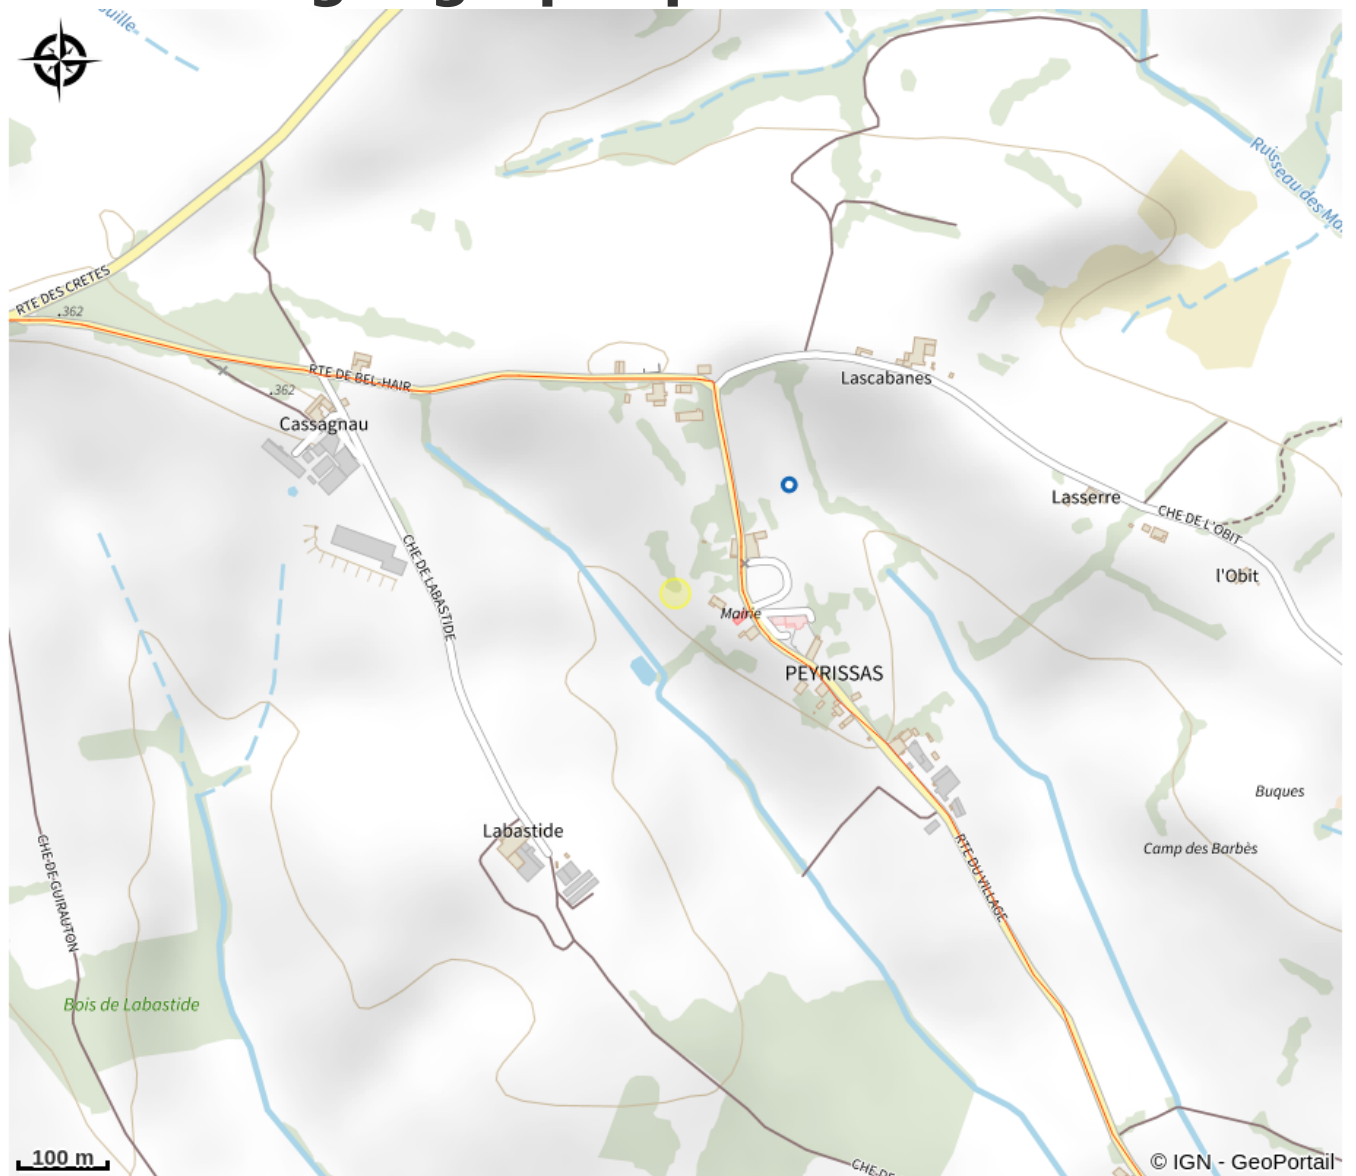 RTE DES CRETES
.362
RTE DE BEL-HAIR
.362
Cassagnau
Lascabanes
Lasserre
CHE DE L'OBIT
l'Obit
CHE DE LABASTIDE
Mairie
PEYRISSAS
Labastide
Buques
Camp des Barbès
RTE DU VILLAGE
CHE DE GUIRAUTON
Bois de Labastide
Ruisseau des
100 m
CHE DE
© IGN - GeoPortail